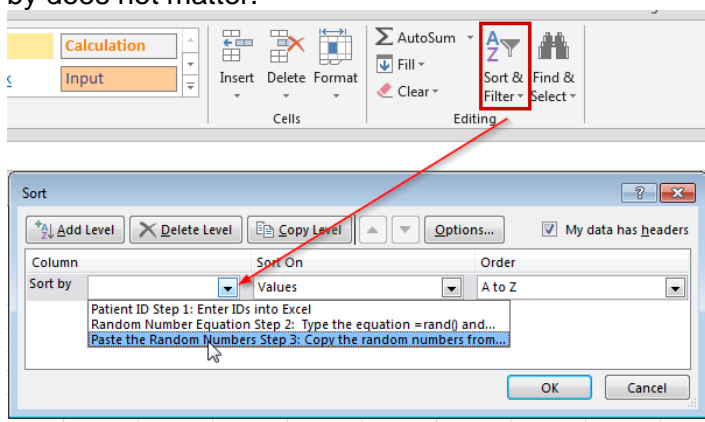 by does not matter.
Calculation
Input
Insert Delete Format
Cells
AutoSum
Fill
Clear
Sort & Filter
Find & Select
Editing
Sort
Add Level Delete Level Copy Level Options... My data has headers
Column Sort On Order
Sort by Values A to Z
Patient ID Step 1: Enter IDs into Excel
Random Number Equation Step 2: Type the equation =rand() and...
Paste the Random Numbers Step 3: Copy the random numbers from...
OK Cancel